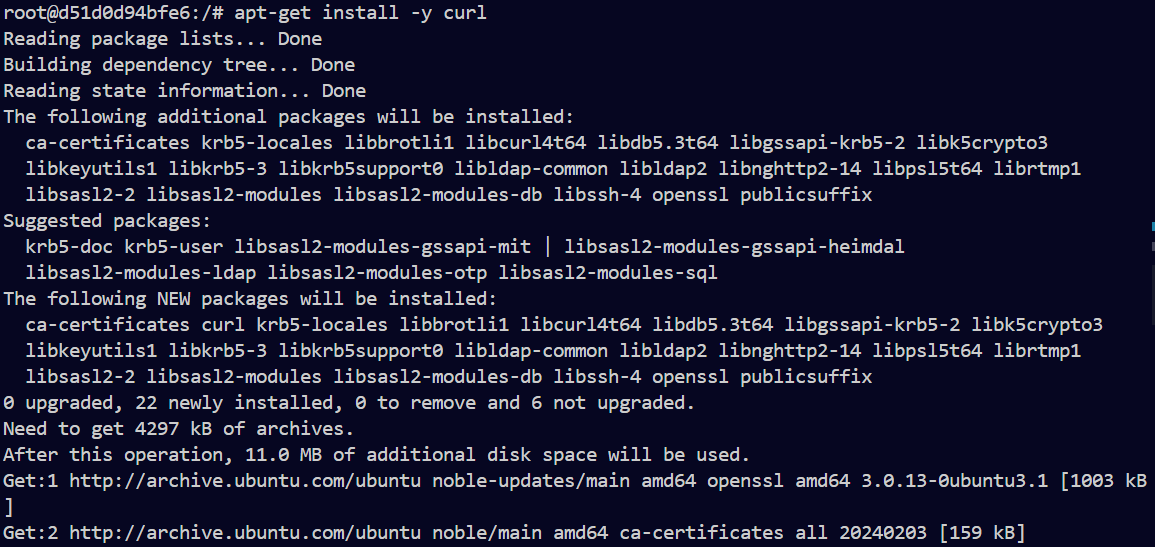 root@d51d0d94bfe6:/# apt-get install -y curl
Reading package lists... Done
Building dependency tree... Done
Reading state information... Done
The following additional packages will be installed:
  ca-certificates krb5-locales libbrotli1 libcurl4t64 libdb5.3t64 libgssapi-krb5-2 libk5crypto3
  libkeyutils1 libkrb5-3 libkrb5support0 libldap-common libldap2 libnghttp2-14 libpsl5t64 librtmp1
  libsasl2-2 libsasl2-modules libsasl2-modules-db libssh-4 openssl publicsuffix
Suggested packages:
  krb5-doc krb5-user libsasl2-modules-gssapi-mit | libsasl2-modules-gssapi-heimdal
  libsasl2-modules-ldap libsasl2-modules-otp libsasl2-modules-sql
The following NEW packages will be installed:
  ca-certificates curl krb5-locales libbrotli1 libcurl4t64 libdb5.3t64 libgssapi-krb5-2 libk5crypto3
  libkeyutils1 libkrb5-3 libkrb5support0 libldap-common libldap2 libnghttp2-14 libpsl5t64 librtmp1
  libsasl2-2 libsasl2-modules libsasl2-modules-db libssh-4 openssl publicsuffix
0 upgraded, 22 newly installed, 0 to remove and 6 not upgraded.
Need to get 4297 kB of archives.
After this operation, 11.0 MB of additional disk space will be used.
Get:1 http://archive.ubuntu.com/ubuntu noble-updates/main amd64 openssl amd64 3.0.13-0ubuntu3.1 [1003 kB
]
Get:2 http://archive.ubuntu.com/ubuntu noble/main amd64 ca-certificates all 20240203 [159 kB]